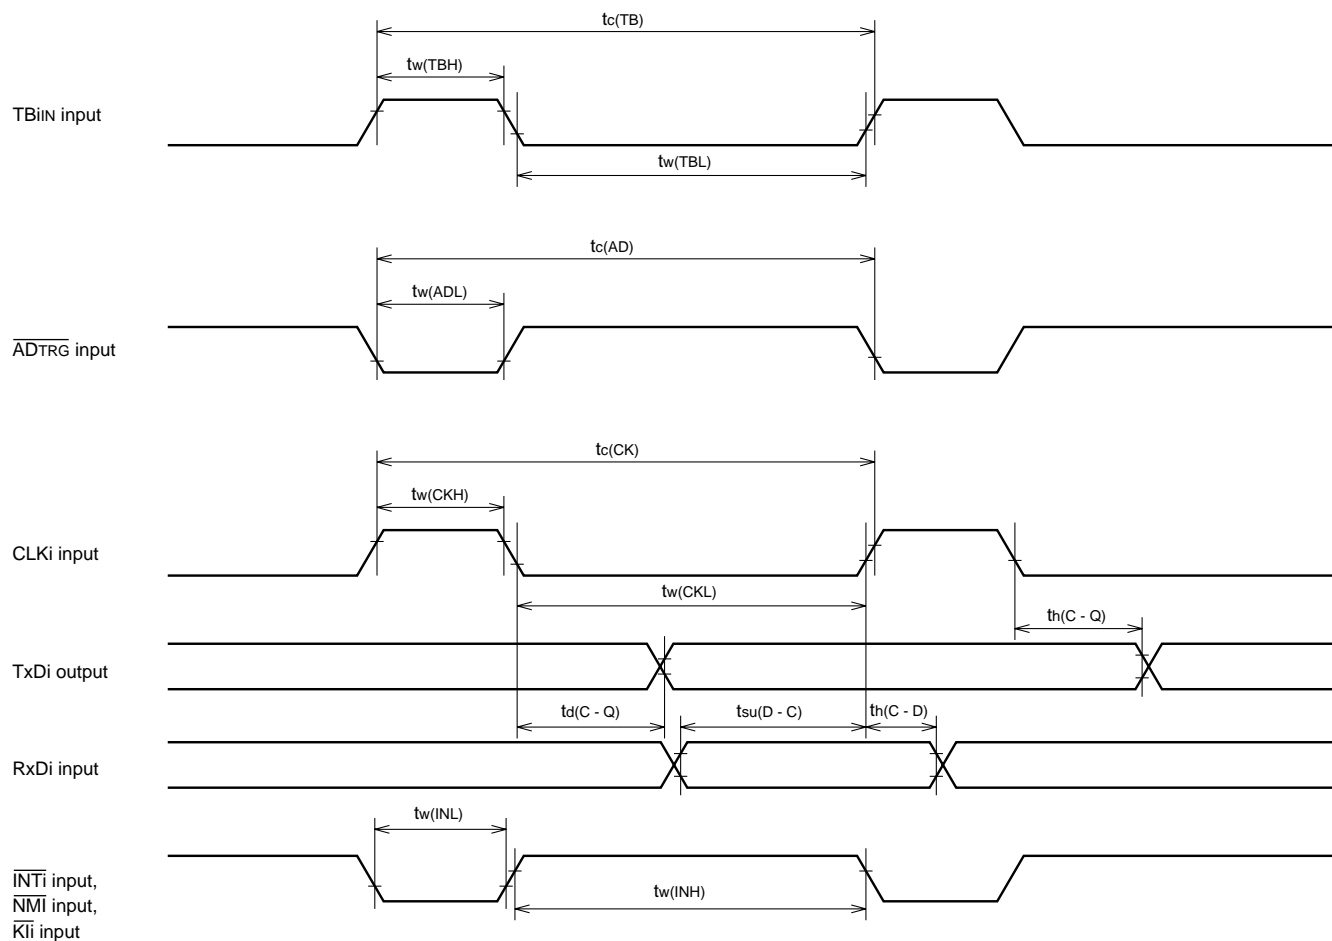 tc(TB)
tw(TBH)
TBiIN input
tw(TBL)
tc(AD)
tw(ADL)
ADTRG input
tc(CK)
tw(CKH)
CLKi input
tw(CKL)
th(C - Q)
TxDi output
td(C - Q)
tsu(D - C)
th(C - D)
RxDi input
tw(INL)
INTi input,
NMI input,
KIi input
tw(INH)